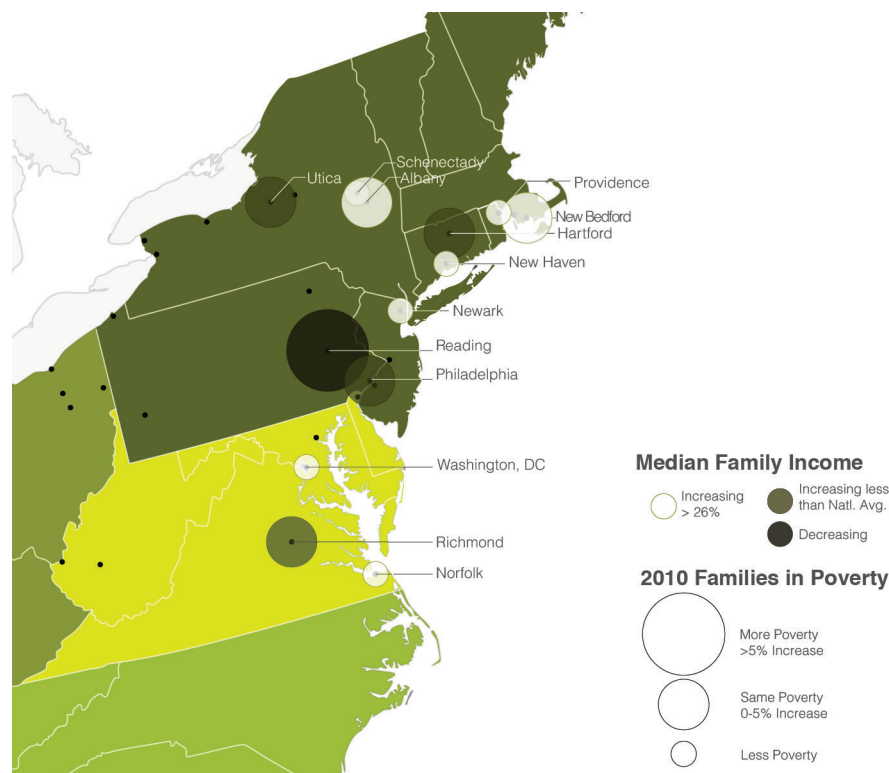 Schenectady
Utica
Albany
Providence
New Bedford
Hartford
New Haven
Newark
Reading
Philadelphia
Washington, DC
Richmond
Norfolk
Median Family Income
Increasing
> 26%
Increasing less
than Natl. Avg.
Decreasing
2010 Families in Poverty
More Poverty
>5% Increase
Same Poverty
0-5% Increase
Less Poverty